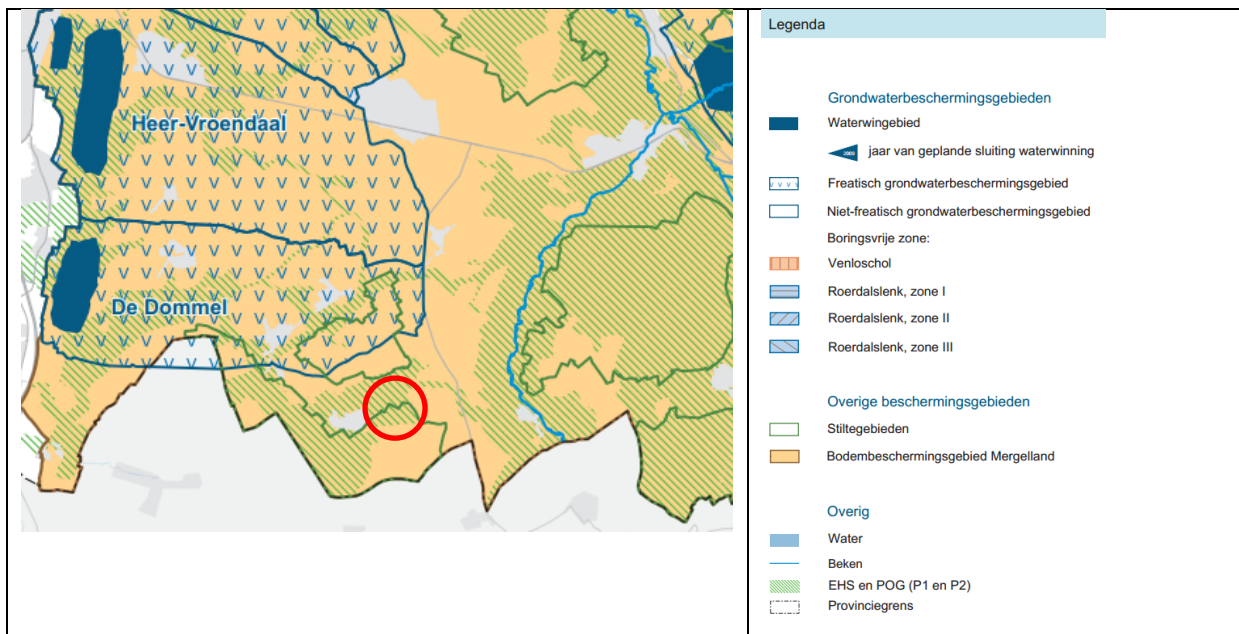 Heer-Vroendaal
De Dommel
Legenda
Grondwaterbeschermingsgebieden
Waterwingebied
2009 jaar van geplande sluiting waterwinning
v v v v Freatisch grondwaterbeschermingsgebied
Niet-freatisch grondwaterbeschermingsgebied
Boringsvrije zone:
Venloschol
Roerdalslenk, zone I
Roerdalslenk, zone II
Roerdalslenk, zone III
Overige beschermingsgebieden
Stiltegebieden
Bodembeschermingsgebied Mergelland
Overig
Water
Beken
EHS en POG (P1 en P2)
Provinciegrens